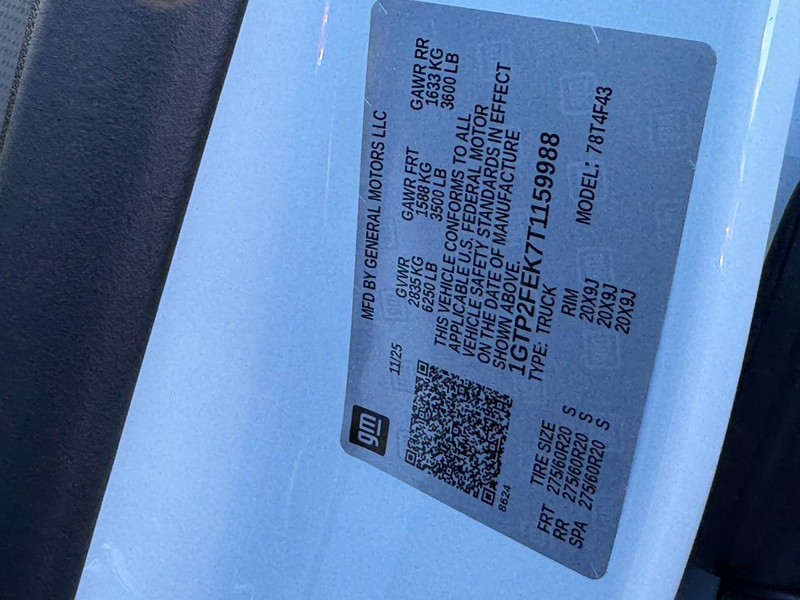 gm
11/25
MFD BY GENERAL MOTORS LLC
GVWR GAWR FRT GAWR RR
2835 KG 1588 KG 1633 KG
6250 LB 3500 LB 3600 LB
THIS VEHICLE CONFORMS TO ALL
APPLICABLE U.S. FEDERAL MOTOR
VEHICLE SAFETY STANDARDS IN EFFECT
ON THE DATE OF MANUFACTURE
SHOWN ABOVE.
1GTP2FEK7T1159988
TYPE: TRUCK MODEL: 78T4F43
8624
TIRE SIZE RIM
FRT 275/60R20 S 20X9J
RR 275/60R20 S 20X9J
SPA 275/60R20 S 20X9J